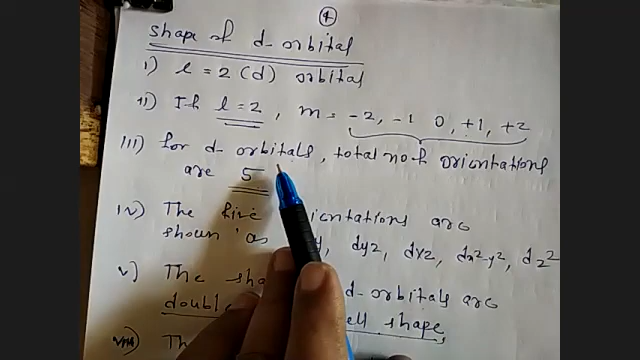 4
shape of d-orbital
i) l = 2 (d) orbital
ii) If l = 2, m = -2, -1 0, +1, +2
iii) for d-orbitals, total no of orientations
are 5
iv) The five orientations are
shown as y, dyz, dxz, dx²-y², dz²
v) The sha d-orbitals are
double ell shape
Th